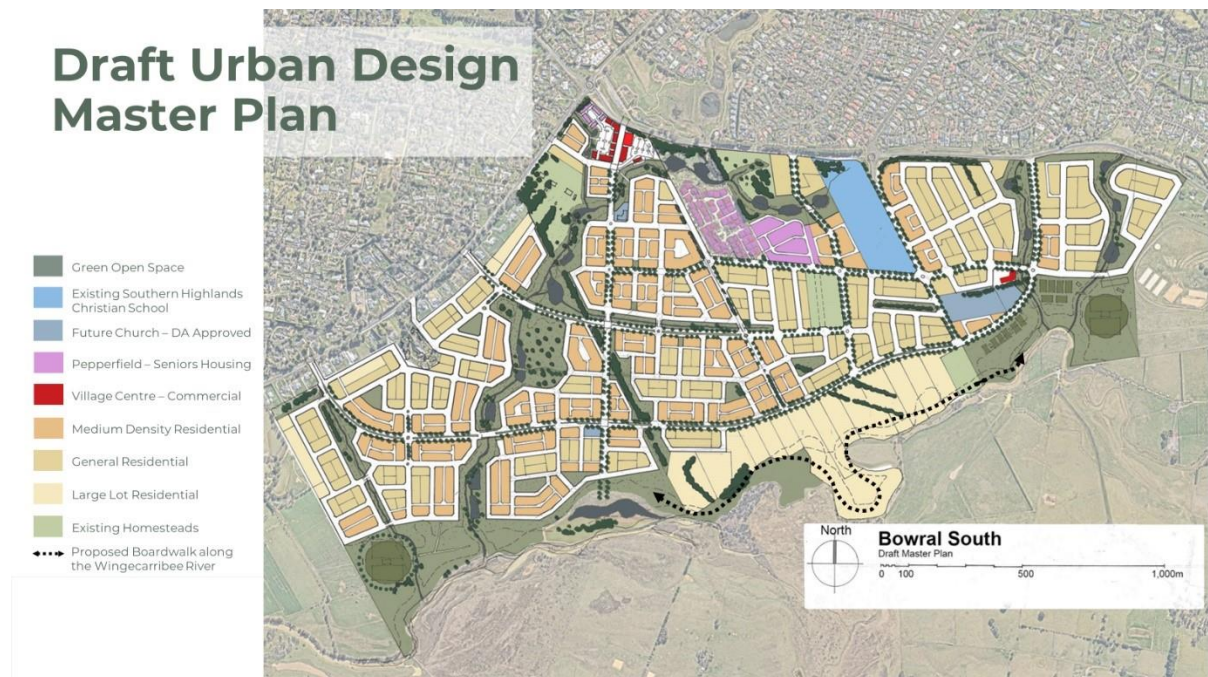 Draft Urban Design
Master Plan
Green Open Space
Existing Southern Highlands
Christian School
Future Church – DA Approved
Pepperfield – Seniors Housing
Village Centre – Commercial
Medium Density Residential
General Residential
Large Lot Residential
Existing Homesteads
Proposed Boardwalk along
the Wingecarribee River
North
Bowral South
Draft Master Plan
0 100 500 1,000m